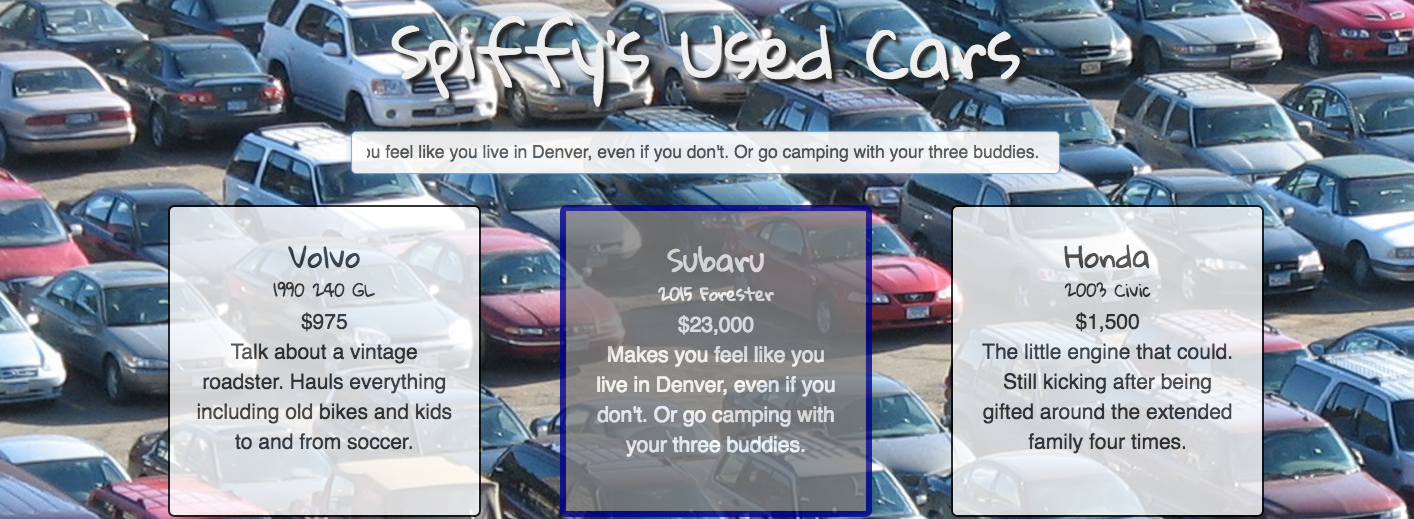 Spiffy's Used Cars
u feel like you live in Denver, even if you don't. Or go camping with your three buddies.
Volvo
1990 240 GL
$975
Talk about a vintage
roadster. Hauls everything
including old bikes and kids
to and from soccer.
Subaru
2015 Forester
$23,000
Makes you feel like you
live in Denver, even if you
don't. Or go camping with
your three buddies.
Honda
2003 Civic
$1,500
The little engine that could.
Still kicking after being
gifted around the extended
family four times.